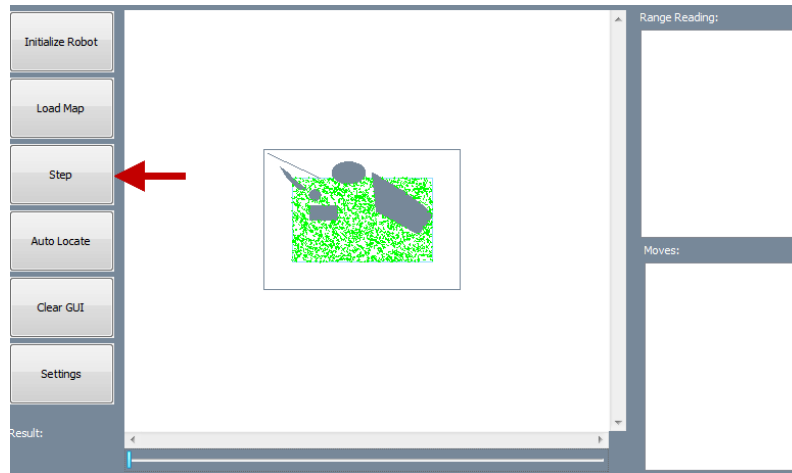 Initialize Robot
Load Map
Step
Auto Locate
Clear GUI
Settings
Result:
Range Reading:
Moves: